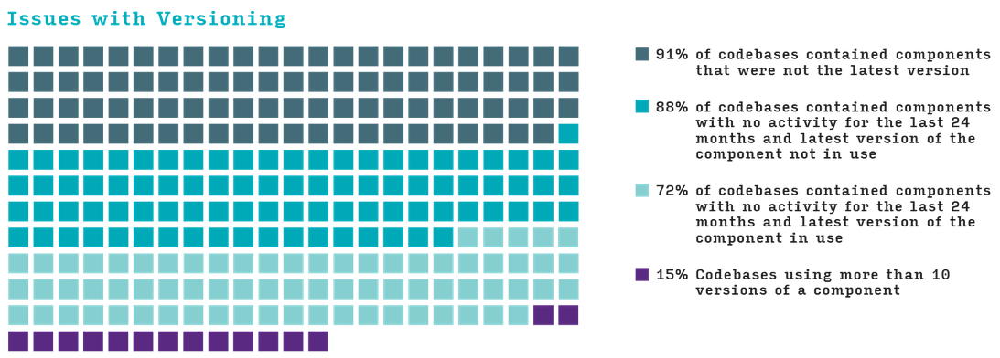 Issues with Versioning
91% of codebases contained components
that were not the latest version
88% of codebases contained components
with no activity for the last 24
months and latest version of the
component not in use
72% of codebases contained components
with no activity for the last 24
months and latest version of the
component in use
15% Codebases using more than 10
versions of a component